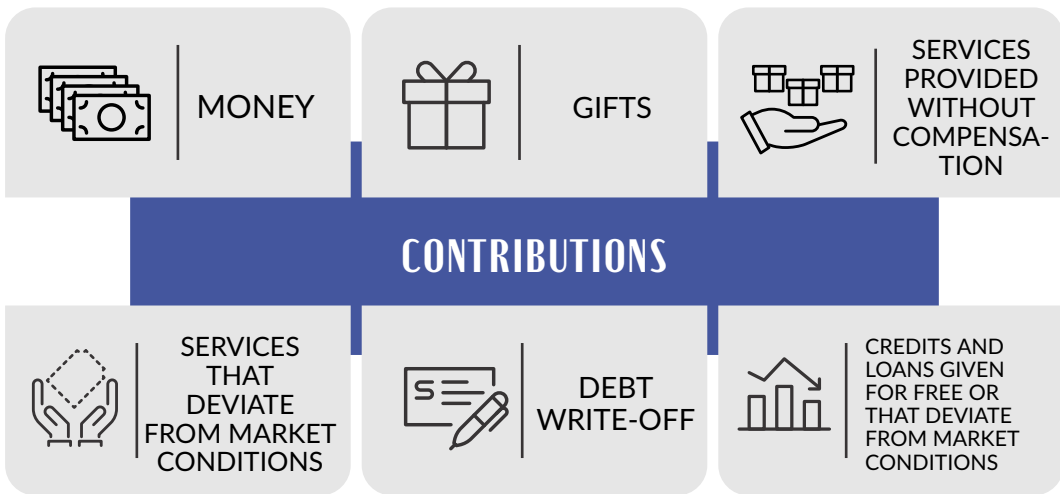 MONEY
GIFTS
SERVICES
PROVIDED
WITHOUT
COMPENSA-
TION
CONTRIBUTIONS
SERVICES
THAT
DEVIATE
FROM MARKET
CONDITIONS
DEBT
WRITE-OFF
CREDITS AND
LOANS GIVEN
FOR FREE OR
THAT DEVIATE
FROM MARKET
CONDITIONS